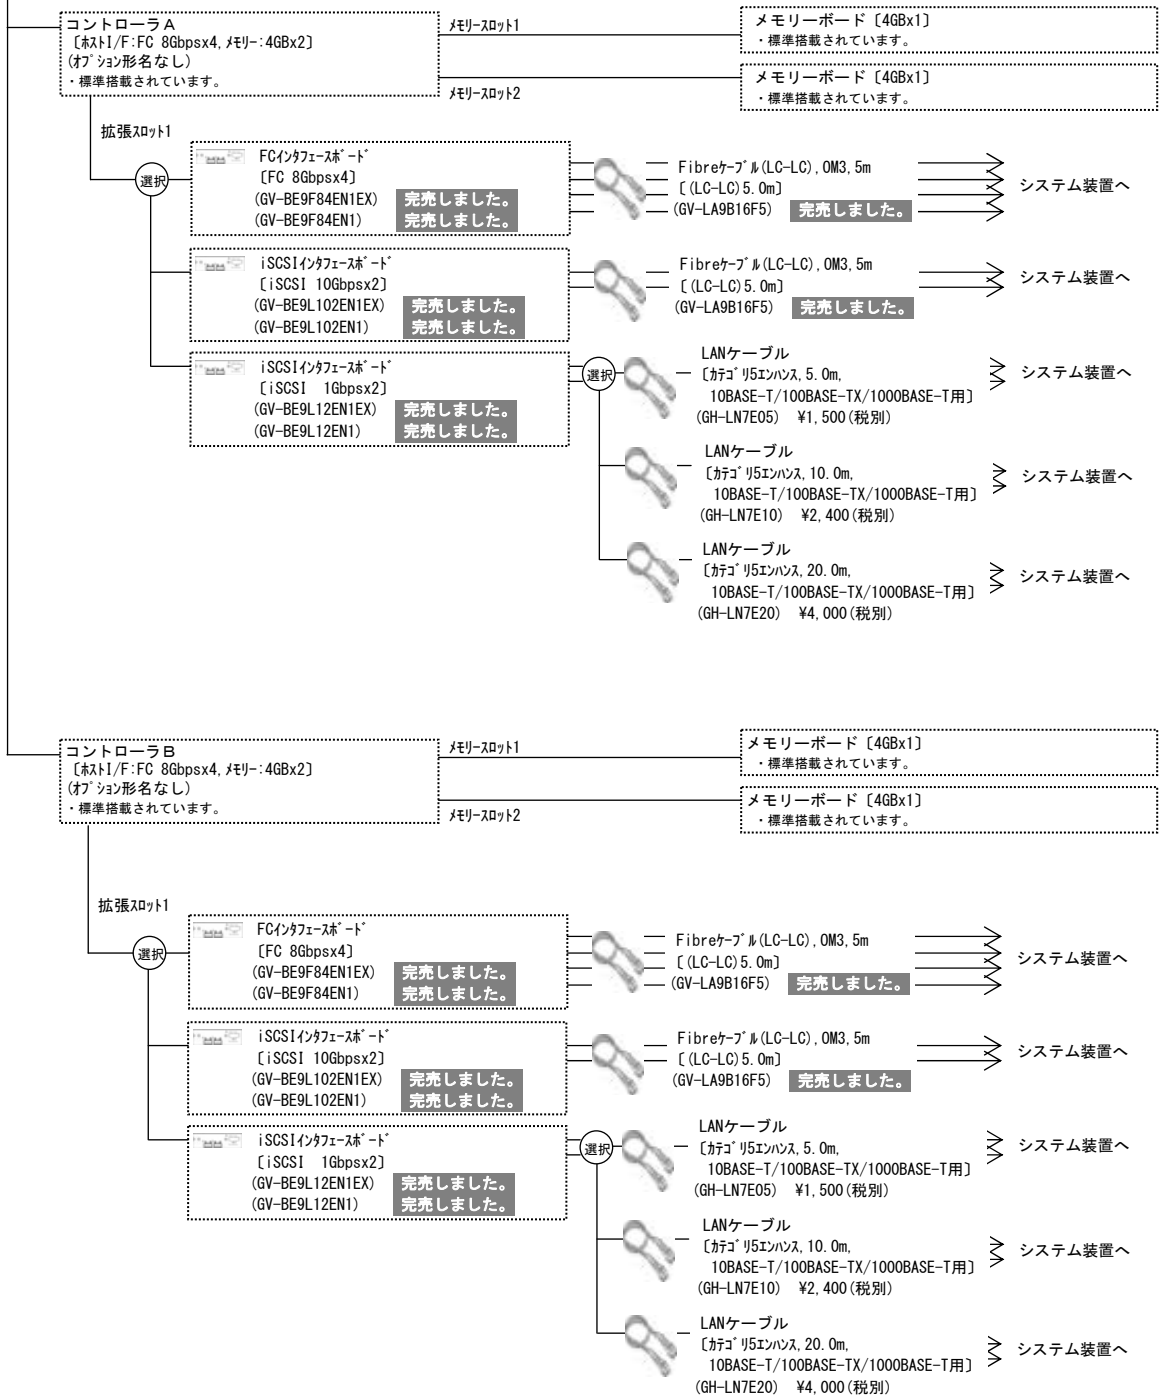 コントローラA
〔ﾎｽﾄI/F:FC 8Gbpsx4,ﾒﾓﾘｰ:4GBx2〕
(ｵﾌﾟｼｮﾝ形名なし)
・標準搭載されています。
ﾒﾓﾘｰｽﾛｯﾄ1
メモリーボード〔4GBx1〕
・標準搭載されています。
ﾒﾓﾘｰｽﾛｯﾄ2
メモリーボード〔4GBx1〕
・標準搭載されています。
拡張ｽﾛｯﾄ1
選択
FCｲﾝﾀﾌｪｰｽﾎﾞｰﾄﾞ
〔FC 8Gbpsx4〕
(GV-BE9F84EN1EX) 完売しました。
(GV-BE9F84EN1) 完売しました。
Fibreｹｰﾌﾞﾙ(LC-LC),OM3,5m
〔(LC-LC)5.0m〕
(GV-LA9B16F5) 完売しました。
システム装置へ
iSCSIｲﾝﾀﾌｪｰｽﾎﾞｰﾄﾞ
〔iSCSI 10Gbpsx2〕
(GV-BE9L102EN1EX) 完売しました。
(GV-BE9L102EN1) 完売しました。
Fibreｹｰﾌﾞﾙ(LC-LC),OM3,5m
〔(LC-LC)5.0m〕
(GV-LA9B16F5) 完売しました。
システム装置へ
iSCSIｲﾝﾀﾌｪｰｽﾎﾞｰﾄﾞ
〔iSCSI 1Gbpsx2〕
(GV-BE9L12EN1EX) 完売しました。
(GV-BE9L12EN1) 完売しました。
選択
LANケーブル
〔ｶﾃｺﾞﾘ5ｴﾝﾊﾝｽ,5.0m,
10BASE-T/100BASE-TX/1000BASE-T用〕
(GH-LN7E05) ¥1,500(税別)
システム装置へ
LANケーブル
〔ｶﾃｺﾞﾘ5ｴﾝﾊﾝｽ,10.0m,
10BASE-T/100BASE-TX/1000BASE-T用〕
(GH-LN7E10) ¥2,400(税別)
システム装置へ
LANケーブル
〔ｶﾃｺﾞﾘ5ｴﾝﾊﾝｽ,20.0m,
10BASE-T/100BASE-TX/1000BASE-T用〕
(GH-LN7E20) ¥4,000(税別)
システム装置へ
コントローラB
〔ﾎｽﾄI/F:FC 8Gbpsx4,ﾒﾓﾘｰ:4GBx2〕
(ｵﾌﾟｼｮﾝ形名なし)
・標準搭載されています。
ﾒﾓﾘｰｽﾛｯﾄ1
メモリーボード〔4GBx1〕
・標準搭載されています。
ﾒﾓﾘｰｽﾛｯﾄ2
メモリーボード〔4GBx1〕
・標準搭載されています。
拡張ｽﾛｯﾄ1
選択
FCｲﾝﾀﾌｪｰｽﾎﾞｰﾄﾞ
〔FC 8Gbpsx4〕
(GV-BE9F84EN1EX) 完売しました。
(GV-BE9F84EN1) 完売しました。
Fibreｹｰﾌﾞﾙ(LC-LC),OM3,5m
〔(LC-LC)5.0m〕
(GV-LA9B16F5) 完売しました。
システム装置へ
iSCSIｲﾝﾀﾌｪｰｽﾎﾞｰﾄﾞ
〔iSCSI 10Gbpsx2〕
(GV-BE9L102EN1EX) 完売しました。
(GV-BE9L102EN1) 完売しました。
Fibreｹｰﾌﾞﾙ(LC-LC),OM3,5m
〔(LC-LC)5.0m〕
(GV-LA9B16F5) 完売しました。
システム装置へ
iSCSIｲﾝﾀﾌｪｰｽﾎﾞｰﾄﾞ
〔iSCSI 1Gbpsx2〕
(GV-BE9L12EN1EX) 完売しました。
(GV-BE9L12EN1) 完売しました。
選択
LANケーブル
〔ｶﾃｺﾞﾘ5ｴﾝﾊﾝｽ,5.0m,
10BASE-T/100BASE-TX/1000BASE-T用〕
(GH-LN7E05) ¥1,500(税別)
システム装置へ
LANケーブル
〔ｶﾃｺﾞﾘ5ｴﾝﾊﾝｽ,10.0m,
10BASE-T/100BASE-TX/1000BASE-T用〕
(GH-LN7E10) ¥2,400(税別)
システム装置へ
LANケーブル
〔ｶﾃｺﾞﾘ5ｴﾝﾊﾝｽ,20.0m,
10BASE-T/100BASE-TX/1000BASE-T用〕
(GH-LN7E20) ¥4,000(税別)
システム装置へ